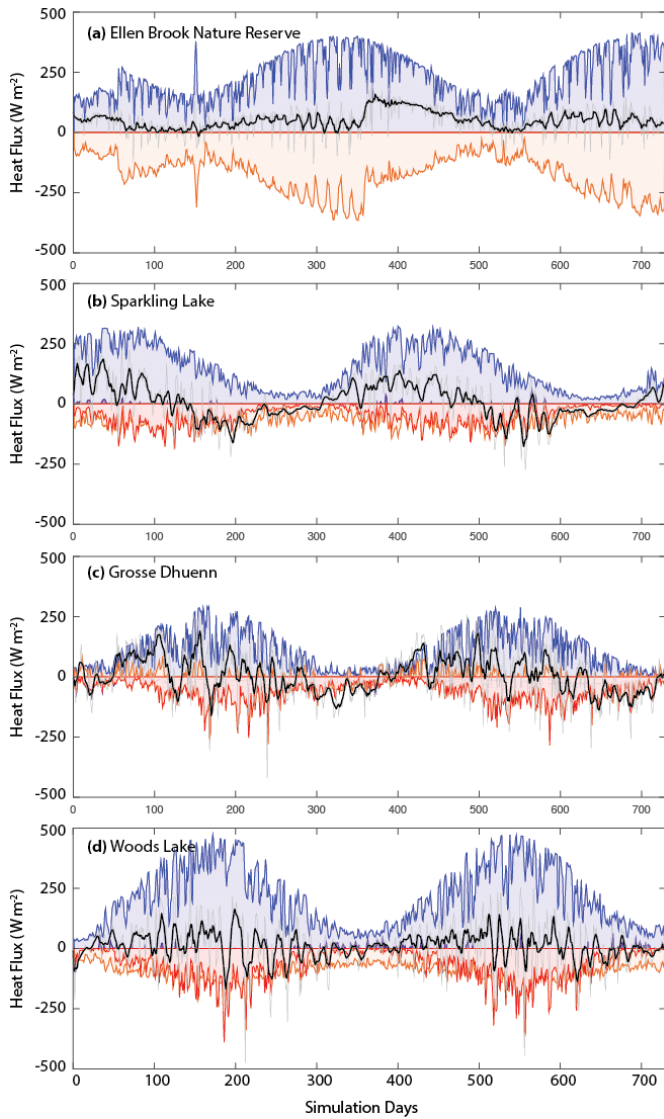 500
(a) Ellen Brook Nature Reserve
250
0
-250
-500
Heat Flux (W m-2)
0 100 200 300 400 500 600 700
500
(b) Sparkling Lake
250
0
-250
-500
Heat Flux (W m-2)
0 100 200 300 400 500 600 700
500
(c) Grosse Dhuenn
250
0
-250
-500
Heat Flux (W m-2)
0 100 200 300 400 500 600 700
500
(d) Woods Lake
250
0
-250
-500
Heat Flux (W m-2)
0 100 200 300 400 500 600 700
Simulation Days